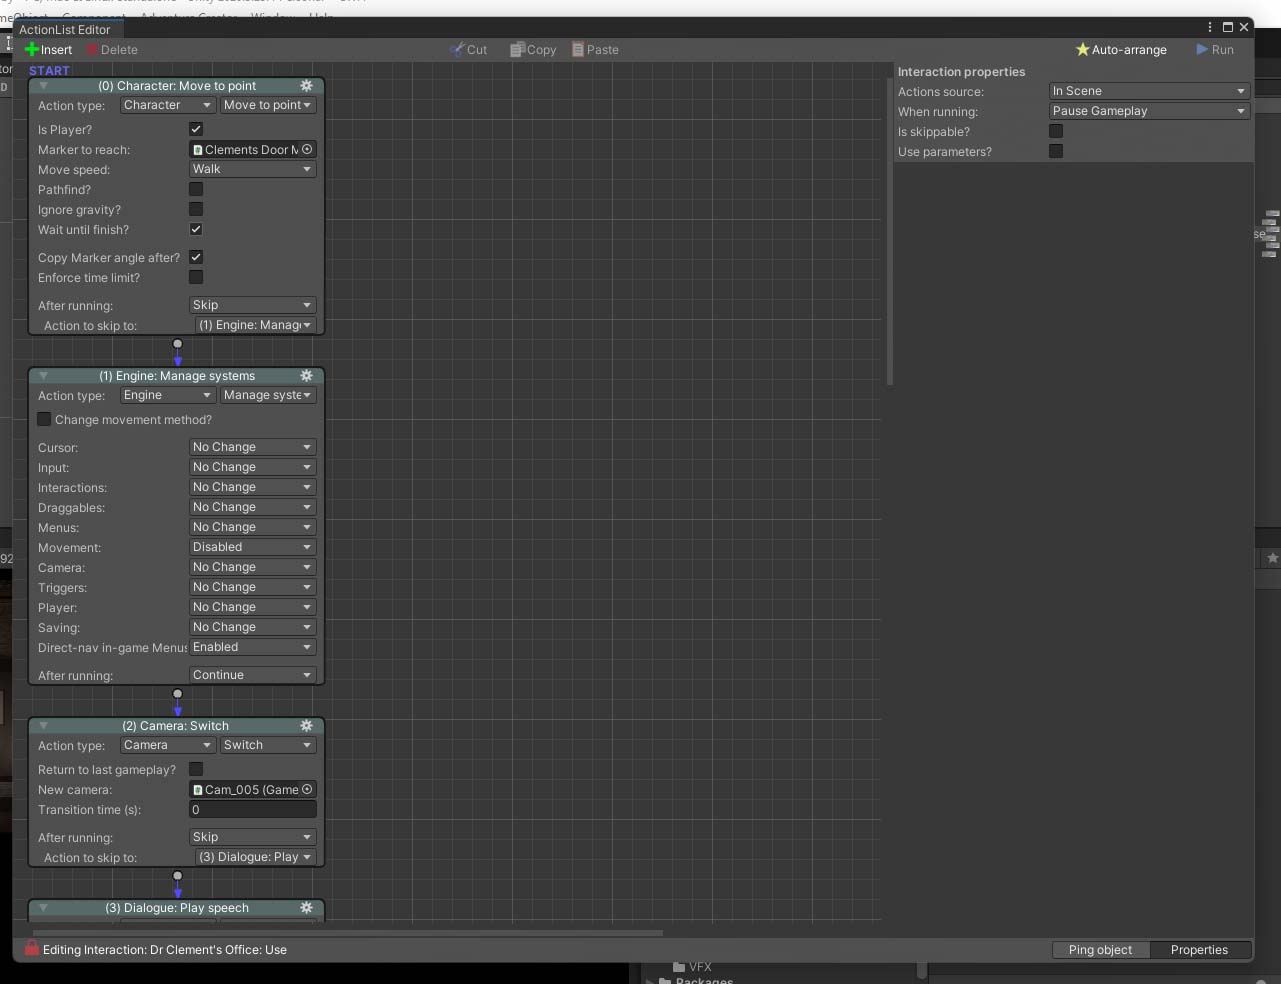 ActionList Editor
Insert
Delete
Cut
Copy
Paste
Auto-arrange
Run
START
(0) Character: Move to point
Action type: Character Move to point
Is Player?
Marker to reach: Clements Door M
Move speed: Walk
Pathfind?
Ignore gravity?
Wait until finish?
Copy Marker angle after?
Enforce time limit?
After running: Skip
Action to skip to: (1) Engine: Manage
(1) Engine: Manage systems
Action type: Engine Manage syste
Change movement method?
Cursor: No Change
Input: No Change
Interactions: No Change
Draggables: No Change
Menus: No Change
Movement: Disabled
Camera: No Change
Triggers: No Change
Player: No Change
Saving: No Change
Direct-nav in-game Menus Enabled
After running: Continue
(2) Camera: Switch
Action type: Camera Switch
Return to last gameplay?
New camera: Cam_005 (Game
Transition time (s): 0
After running: Skip
Action to skip to: (3) Dialogue: Play
(3) Dialogue: Play speech
Interaction properties
Actions source: In Scene
When running: Pause Gameplay
Is skippable?
Use parameters?
Editing Interaction: Dr Clement's Office: Use
Ping object
Properties
VFX
Packages